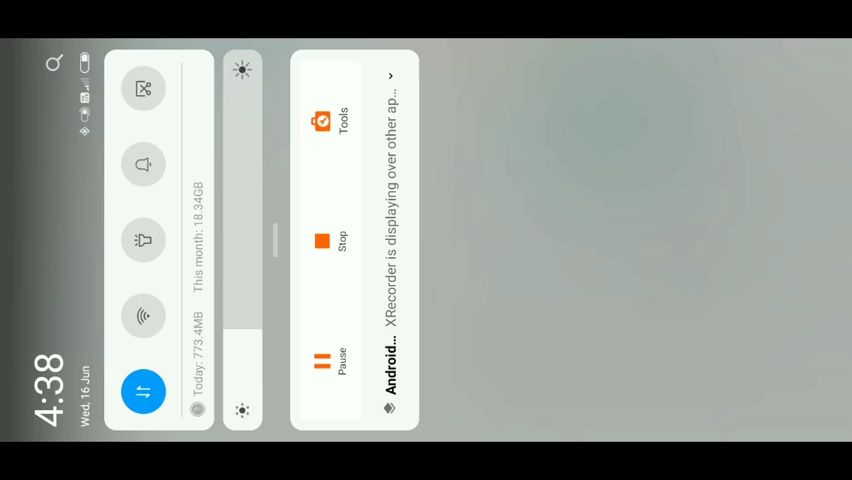 4:38
Wed, 16 Jun
Today: 773.4MB This month: 18.34GB
Pause Stop Tools
Android... XRecorder is displaying over other ap...